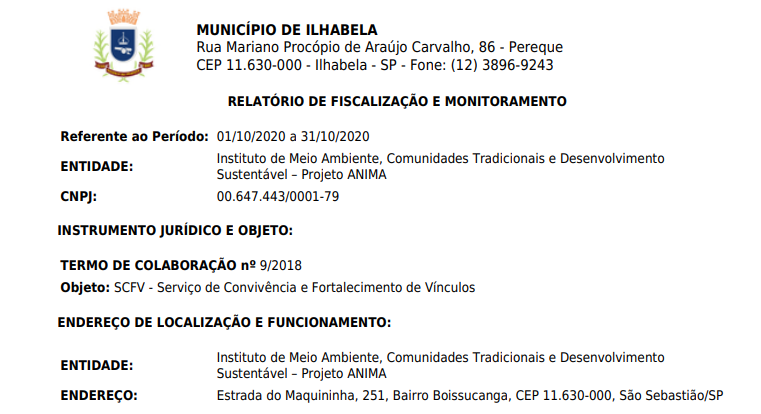 MUNICÍPIO DE ILHABELA
Rua Mariano Procópio de Araújo Carvalho, 86 - Pereque
CEP 11.630-000 - Ilhabela - SP - Fone: (12) 3896-9243
RELATÓRIO DE FISCALIZAÇÃO E MONITORAMENTO
Referente ao Período: 01/10/2020 a 31/10/2020
ENTIDADE: Instituto de Meio Ambiente, Comunidades Tradicionais e Desenvolvimento
Sustentável – Projeto ANIMA
CNPJ: 00.647.443/0001-79
INSTRUMENTO JURÍDICO E OBJETO:
TERMO DE COLABORAÇÃO nº 9/2018
Objeto: SCFV - Serviço de Convivência e Fortalecimento de Vínculos
ENDEREÇO DE LOCALIZAÇÃO E FUNCIONAMENTO:
ENTIDADE: Instituto de Meio Ambiente, Comunidades Tradicionais e Desenvolvimento
Sustentável – Projeto ANIMA
ENDEREÇO: Estrada do Maquininha, 251, Bairro Boissucanga, CEP 11.630-000, São Sebastião/SP